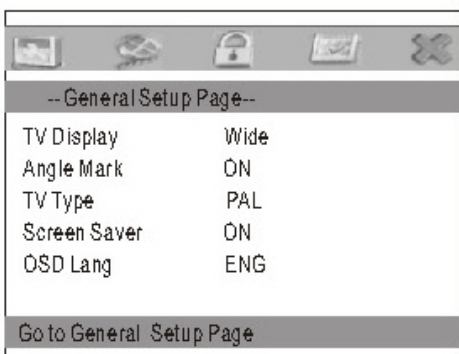 -- General Setup Page--
TV Display Wide
Angle Mark ON
TV Type PAL
Screen Saver ON
OSD Lang ENG
Go to General Setup Page